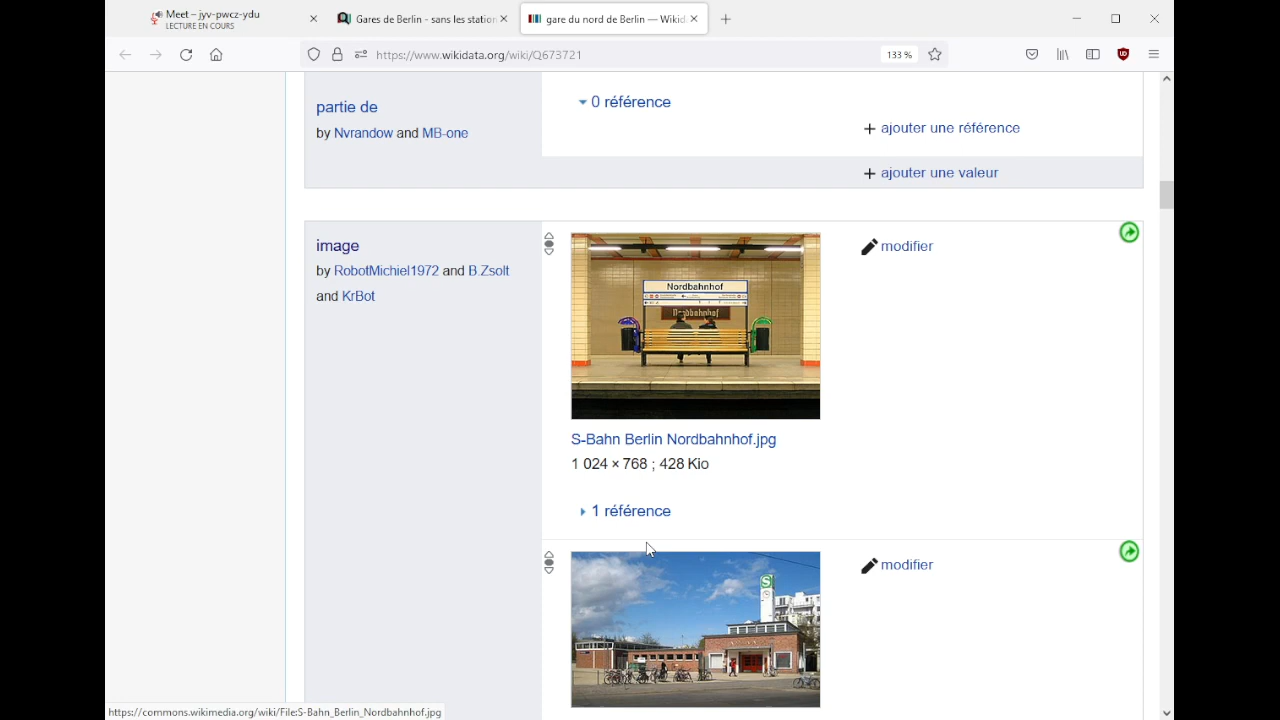 Meet – jyv-pwcz-ydu
LECTURE EN COURS
Gares de Berlin - sans les station
gare du nord de Berlin — Wikid
https://www.wikidata.org/wiki/Q673721
133 %
partie de
by Nvrandow and MB-one
0 référence
ajouter une référence
ajouter une valeur
image
by RobotMichiel1972 and B.Zsolt
and KrBot
Nordbahnhof
Nordbahnhof
modifier
S-Bahn Berlin Nordbahnhof.jpg
1 024 × 768 ; 428 Kio
1 référence
S
modifier
https://commons.wikimedia.org/wiki/File:S-Bahn_Berlin_Nordbahnhof.jpg